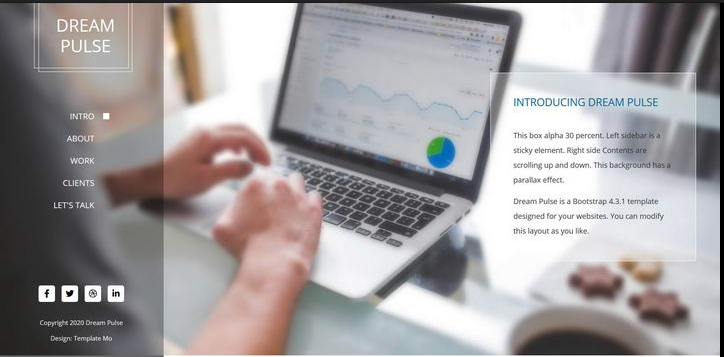 DREAM
PULSE
INTRO
ABOUT
WORK
CLIENTS
LET'S TALK
Copyright 2020 Dream Pulse
Design: Template Mo
INTRODUCING DREAM PULSE
This box alpha 30 percent. Left sidebar is a
sticky element. Right side Contents are
scrolling up and down. This background has a
parallax effect.
Dream Pulse is a Bootstrap 4.3.1 template
designed for your websites. You can modify
this layout as you like.